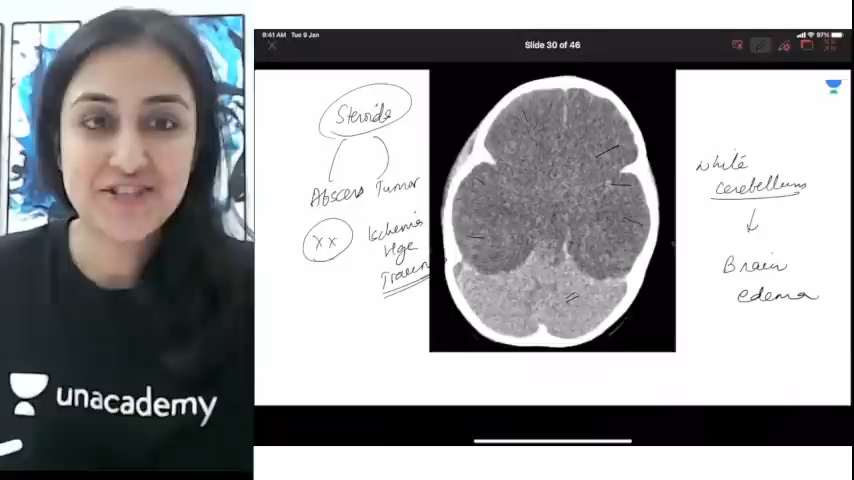 9:41 AM Tue 9 Jan
Slide 30 of 46
97%
Steroids
Abscess Tumor
xx
Ischemia
Hge
Trauma
White
cerebellum
Brain
edema
unacademy